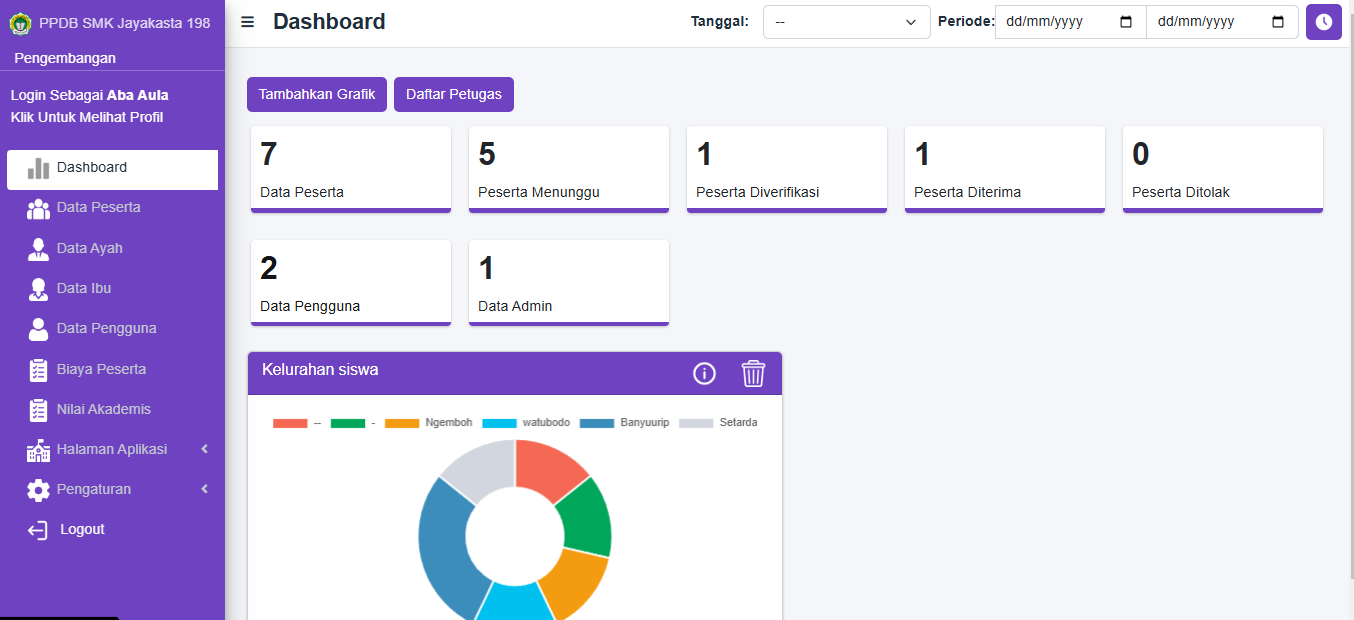 PPDB SMK Jayakasta 198
Pengembangan
Login Sebagai Aba Aula
Klik Untuk Melihat Profil
Dashboard
Data Peserta
Data Ayah
Data Ibu
Data Pengguna
Biaya Peserta
Nilai Akademis
Halaman Aplikasi
Pengaturan
Logout
Dashboard
Tanggal: -- Periode: dd/mm/yyyy dd/mm/yyyy
Tambahkan Grafik Daftar Petugas
7
Data Peserta
5
Peserta Menunggu
1
Peserta Diverifikasi
1
Peserta Diterima
0
Peserta Ditolak
2
Data Pengguna
1
Data Admin
Kelurahan siswa
-- - Ngemboh watubodo Banyuurip Setarda